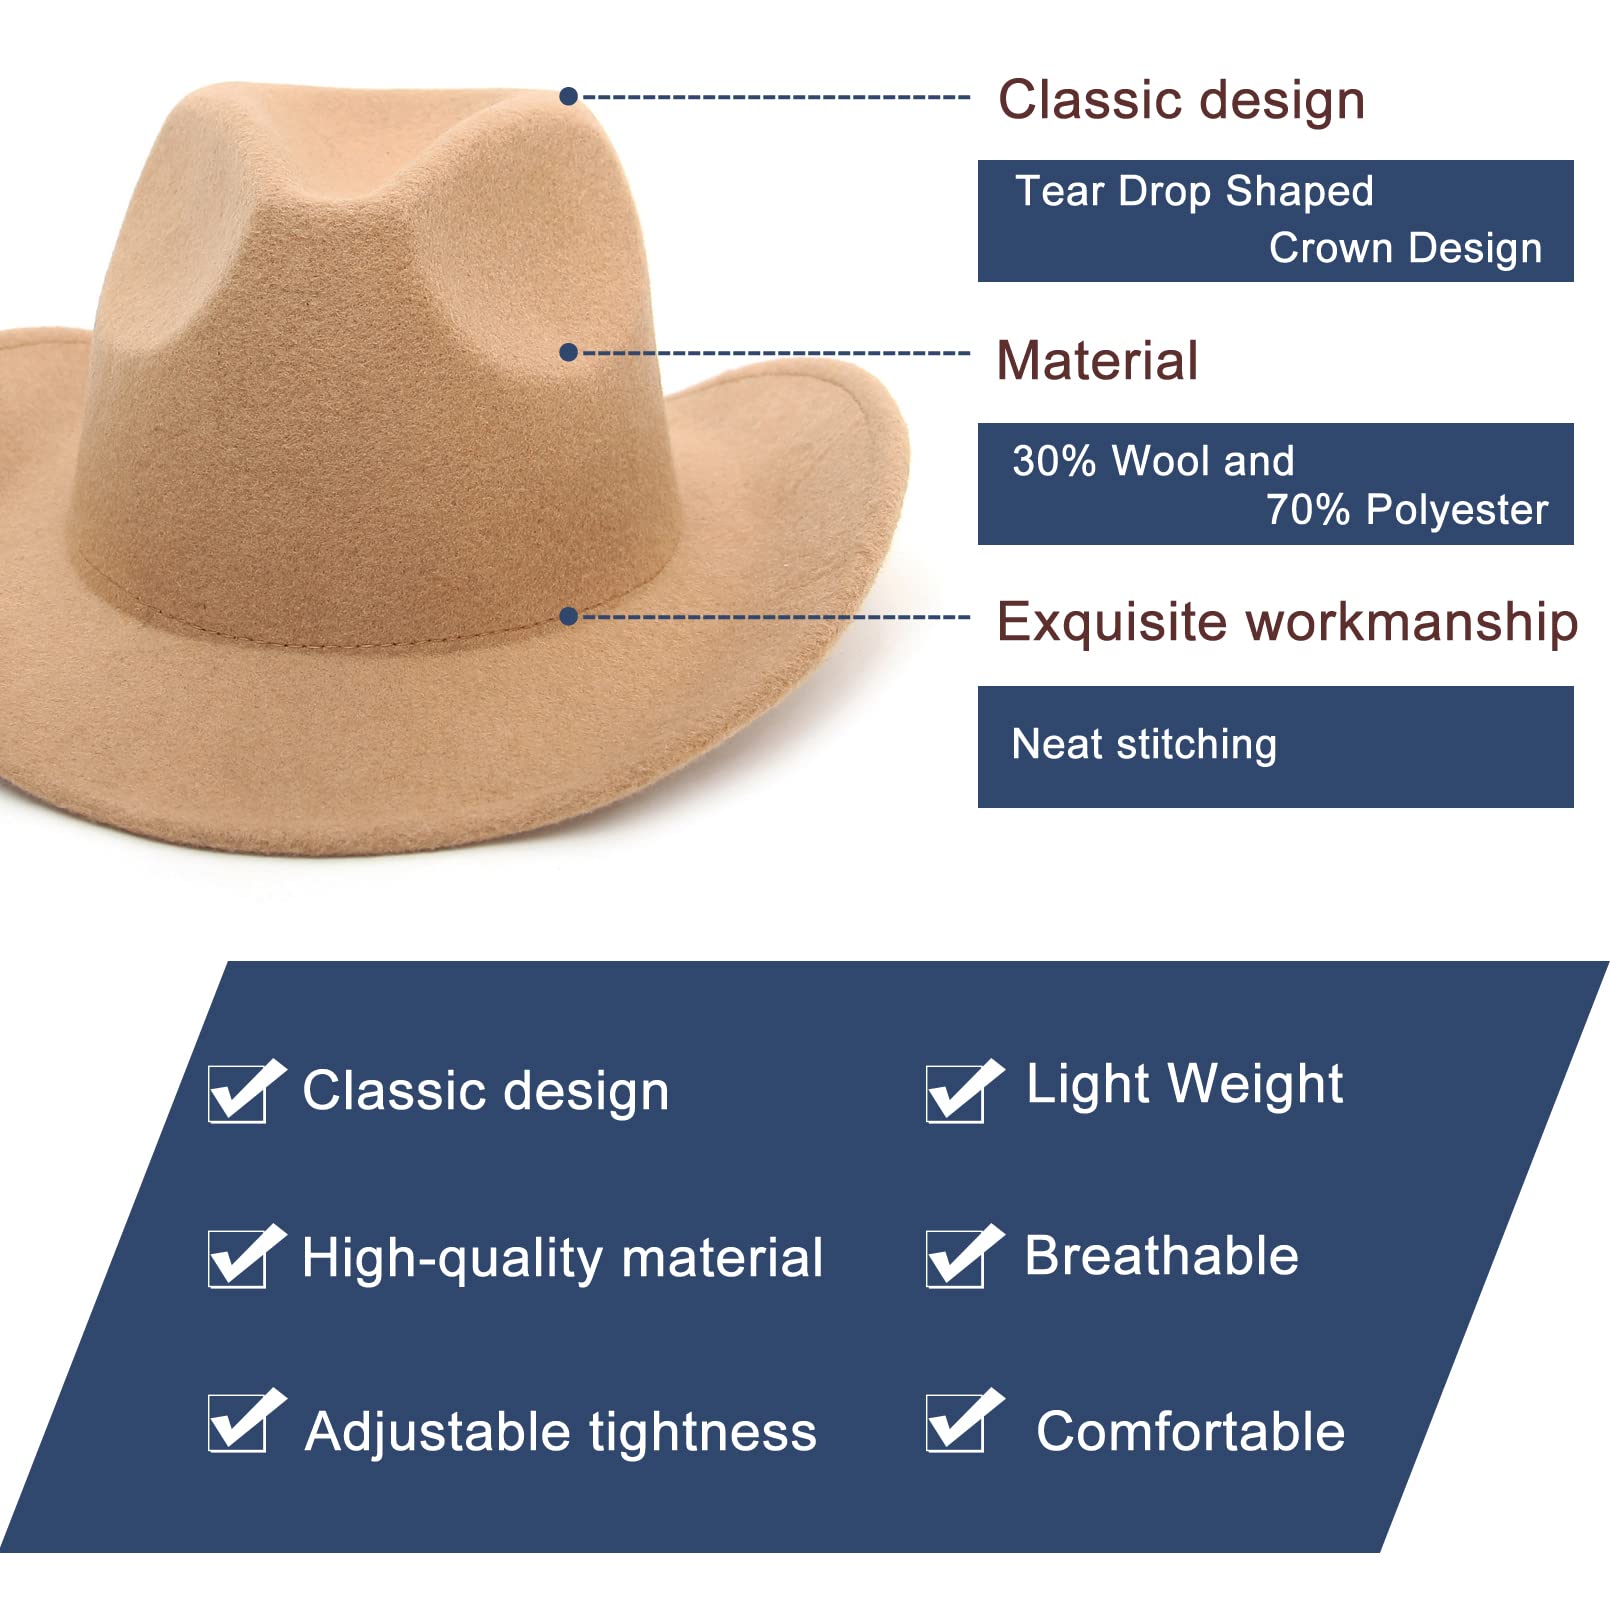 Classic design
Tear Drop Shaped
Crown Design
Material
30% Wool and
70% Polyester
Exquisite workmanship
Neat stitching
Classic design
Light Weight
High-quality material
Breathable
Adjustable tightness
Comfortable